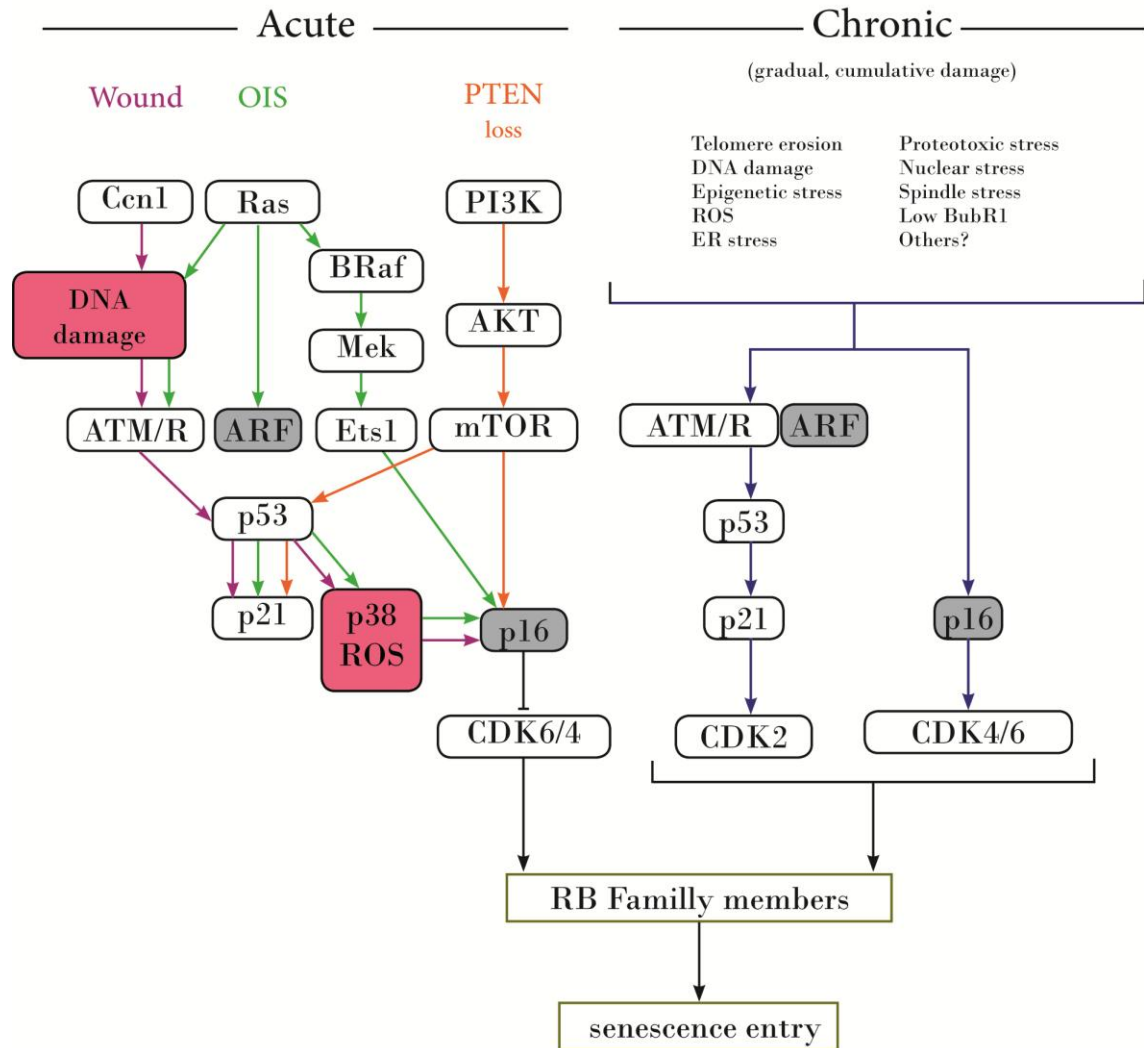 Acute
Chronic
(gradual, cumulative damage)
Wound
OIS
PTEN
loss
Telomere erosion
DNA damage
Epigenetic stress
ROS
ER stress
Proteotoxic stress
Nuclear stress
Spindle stress
Low BubR1
Others?
Ccn1
Ras
PI3K
BRaf
DNA
damage
AKT
Mek
ATM/R
ARF
Ets1
mTOR
ATM/R
ARF
p53
p53
p21
p38
ROS
p16
p21
p16
CDK6/4
CDK2
CDK4/6
RB Familly members
senescence entry